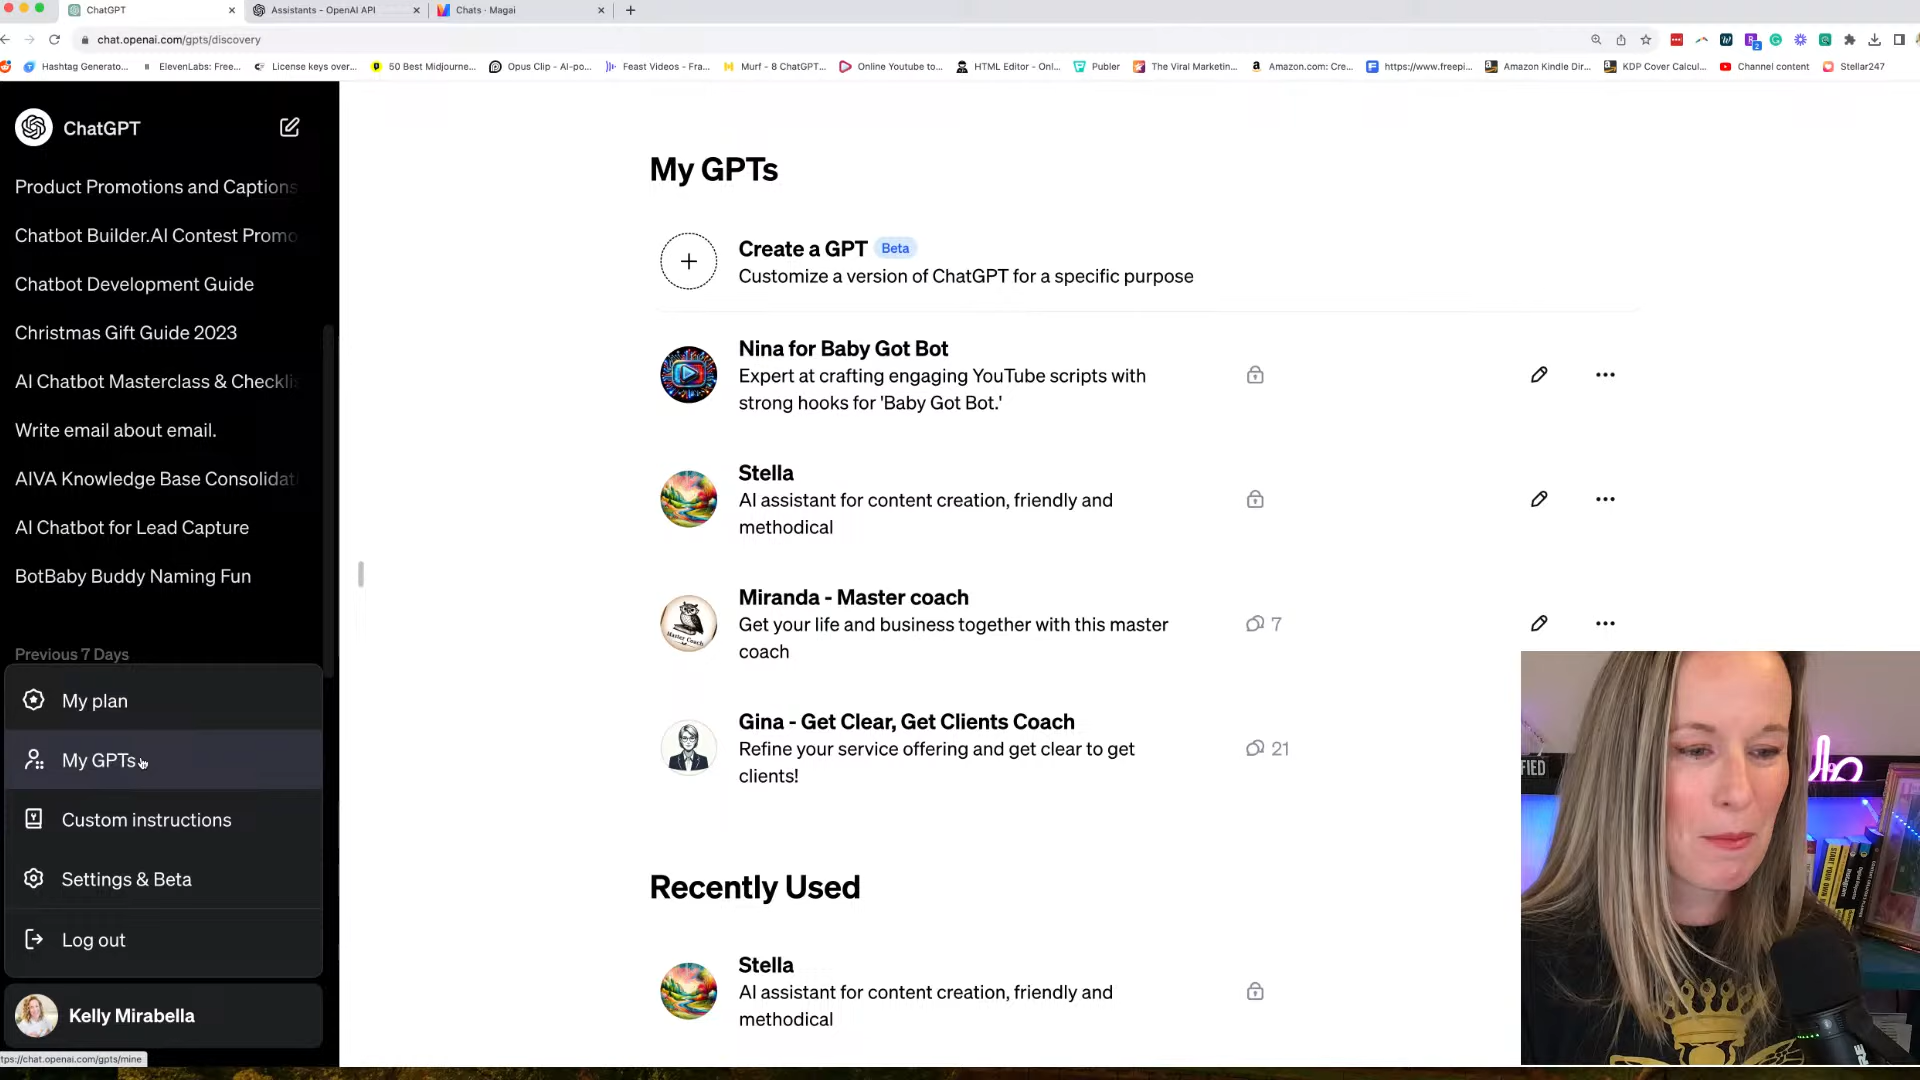 ChatGPT
Assistants - OpenAI API
Chats · Magai
chat.openai.com/gpts/discovery
Hashtag Generato...
ElevenLabs: Free...
License keys over...
50 Best Midjourne...
Opus Clip - AI-po...
Feast Videos - Fra...
Murf - 8 ChatGPT...
Online Youtube to...
HTML Editor - Onl...
Publer
The Viral Marketin...
Amazon.com: Cre...
https://www.freepi...
Amazon Kindle Dir...
KDP Cover Calcul...
Channel content
Stellar247
ChatGPT
Product Promotions and Captions
Chatbot Builder.AI Contest Promo
Chatbot Development Guide
Christmas Gift Guide 2023
AI Chatbot Masterclass & Checklis
Write email about email.
AIVA Knowledge Base Consolidat
AI Chatbot for Lead Capture
BotBaby Buddy Naming Fun
Previous 7 Days
My plan
My GPTs
Custom instructions
Settings & Beta
Log out
Kelly Mirabella
tps://chat.openai.com/gpts/mine
My GPTs
Create a GPT Beta
Customize a version of ChatGPT for a specific purpose
Nina for Baby Got Bot
Expert at crafting engaging YouTube scripts with
strong hooks for 'Baby Got Bot.'
Stella
AI assistant for content creation, friendly and
methodical
Miranda - Master coach
Get your life and business together with this master
coach
7
Master Coach
Gina - Get Clear, Get Clients Coach
Refine your service offering and get clear to get
clients!
21
Recently Used
Stella
AI assistant for content creation, friendly and
methodical
FIED